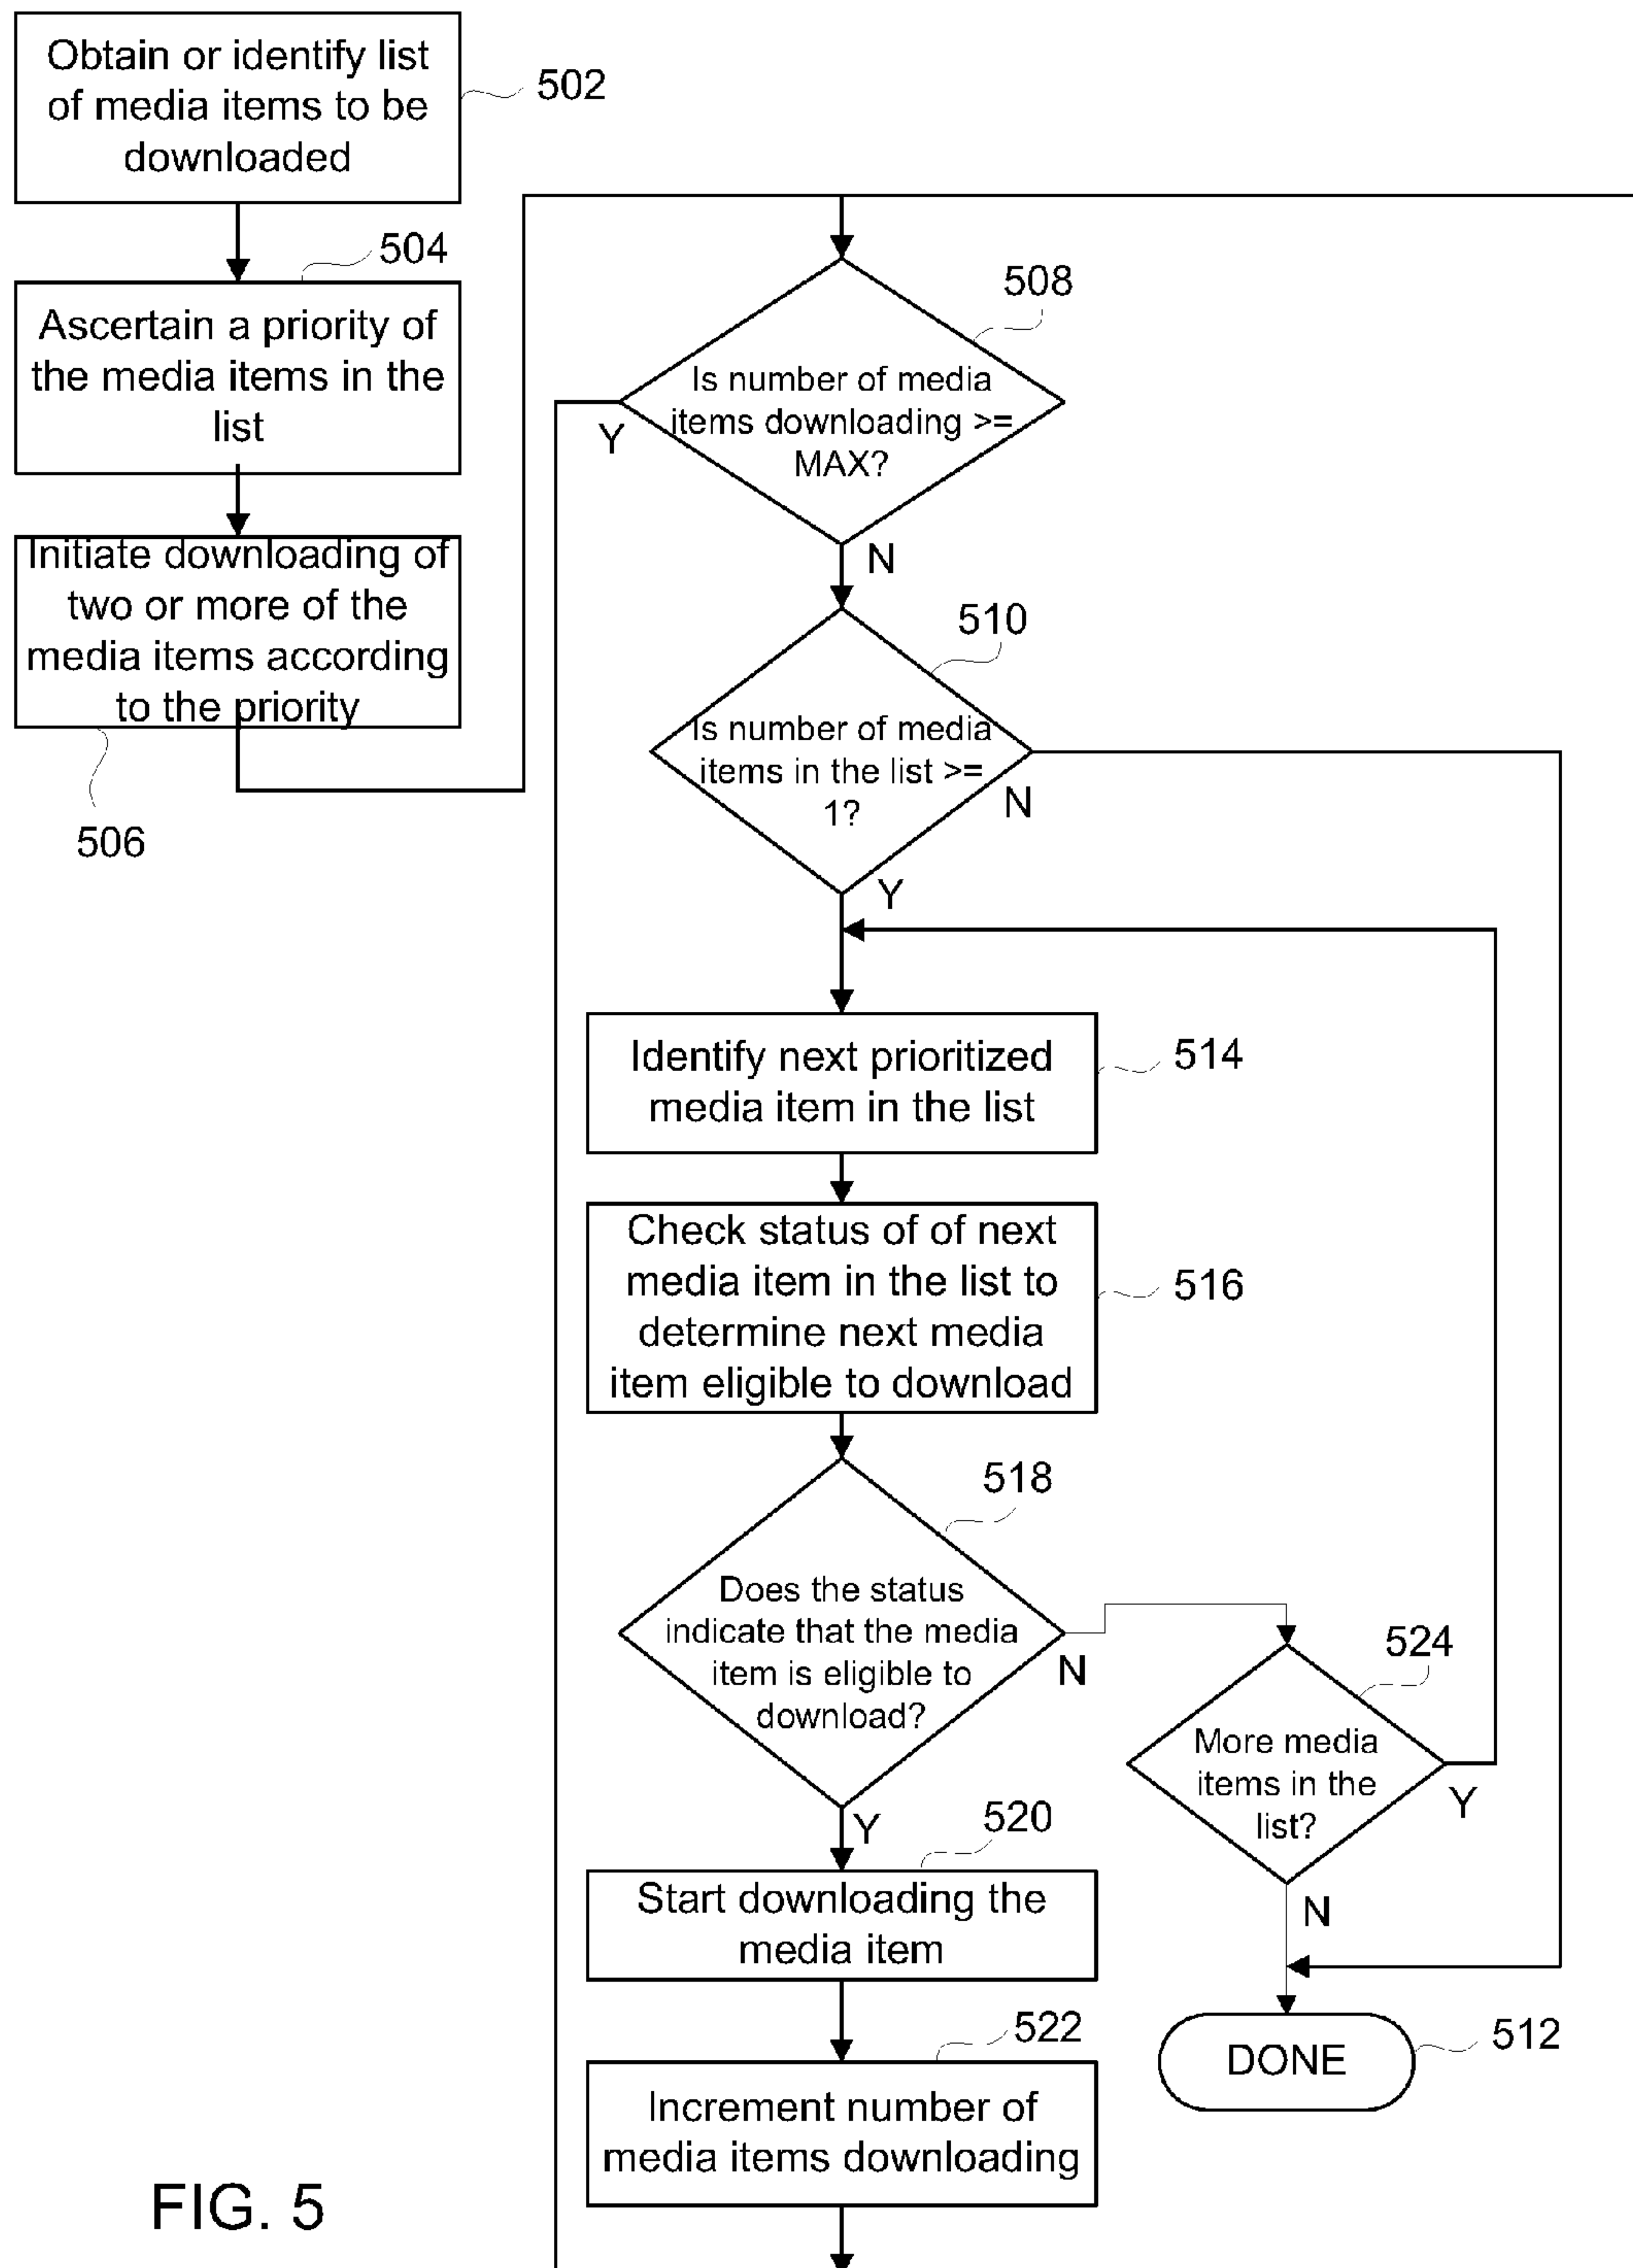 Obtain or identify list
of media items to be
downloaded
502
504
Ascertain a priority of
the media items in the
list
Initiate downloading of
two or more of the
media items according
to the priority
506
508
Is number of media
items downloading >=
MAX?
Y
N
510
Is number of media
items in the list >=
1?
N
Y
Identify next prioritized
media item in the list
514
Check status of of next
media item in the list to
determine next media
item eligible to download
516
518
Does the status
indicate that the media
item is eligible to
download?
N
Y
524
More media
items in the
list?
Y
N
520
Start downloading the
media item
522
Increment number of
media items downloading
DONE
512
FIG. 5